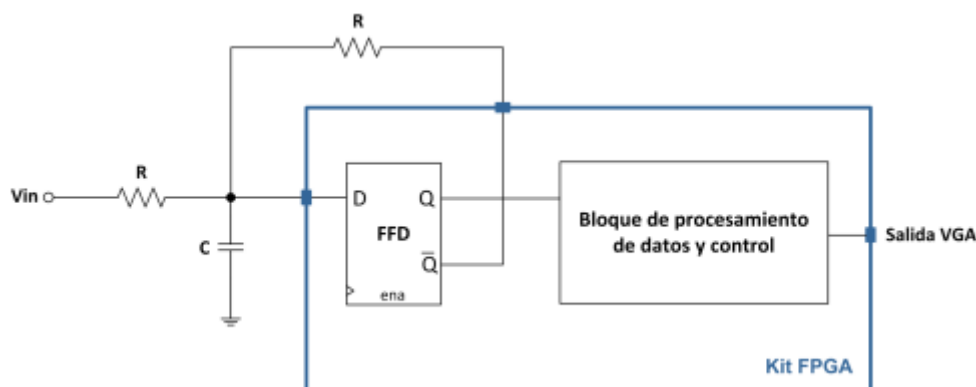 R
R
Vin
D
Q
FFD
Q̅
ena
C
Bloque de procesamiento
de datos y control
Salida VGA
Kit FPGA